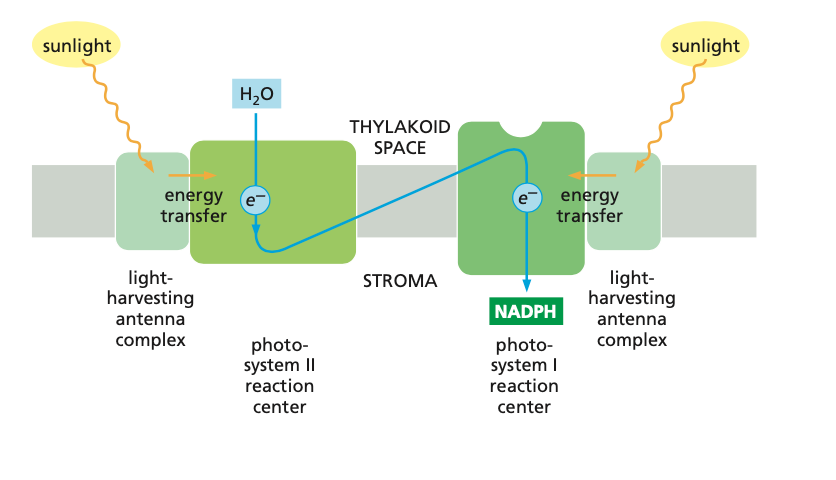 sunlight
sunlight
H₂O
THYLAKOID
SPACE
energy
transfer
e⁻
e⁻
energy
transfer
light-
harvesting
antenna
complex
STROMA
light-
harvesting
antenna
complex
NADPH
photo-
system II
reaction
center
photo-
system I
reaction
center